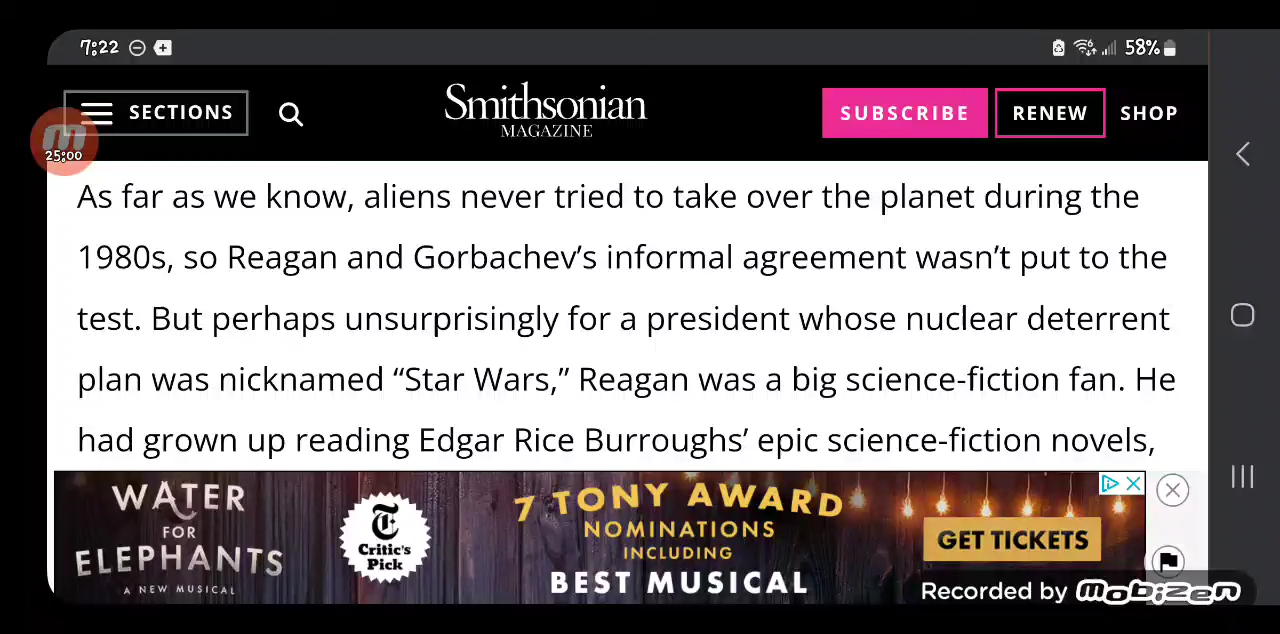 7:22
58%
SECTIONS
Smithsonian
MAGAZINE
SUBSCRIBE
RENEW
SHOP
25:00
As far as we know, aliens never tried to take over the planet during the
1980s, so Reagan and Gorbachev’s informal agreement wasn’t put to the
test. But perhaps unsurprisingly for a president whose nuclear deterrent
plan was nicknamed “Star Wars,” Reagan was a big science-fiction fan. He
had grown up reading Edgar Rice Burroughs’ epic science-fiction novels,
WATER
FOR
ELEPHANTS
A NEW MUSICAL
Critic's
Pick
7 TONY AWARD
NOMINATIONS
INCLUDING
BEST MUSICAL
GET TICKETS
Recorded by mobizen